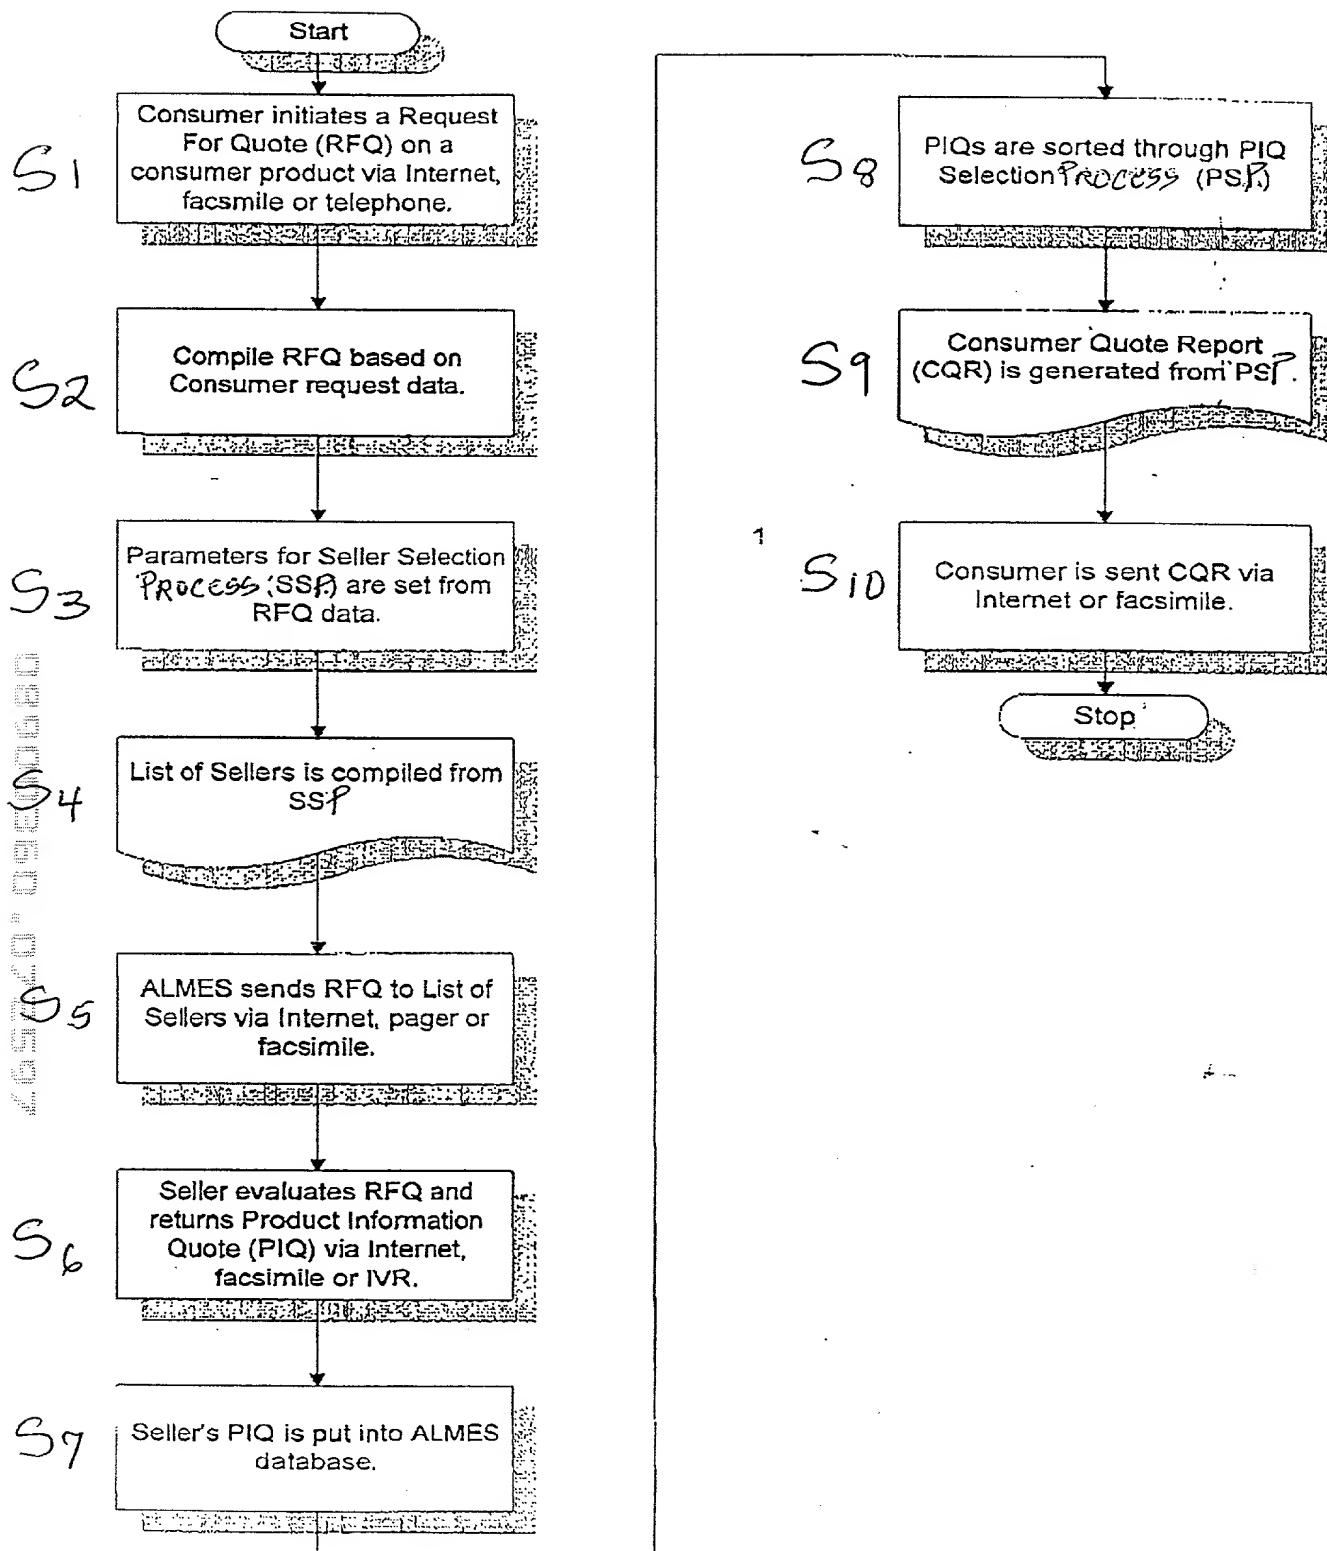 Start
S1
Consumer initiates a Request
For Quote (RFQ) on a
consumer product via Internet,
facsmile or telephone.
S2
Compile RFQ based on
Consumer request data.
S3
Parameters for Seller Selection
PROCESS (SSP) are set from
RFQ data.
S4
List of Sellers is compiled from
SSP
S5
ALMES sends RFQ to List of
Sellers via Internet, pager or
facsimile.
S6
Seller evaluates RFQ and
returns Product Information
Quote (PIQ) via Internet,
facsimile or IVR.
S7
Seller's PIQ is put into ALMES
database.
S8
PIQs are sorted through PIQ
Selection PROCESS (PSP.)
S9
Consumer Quote Report
(CQR) is generated from PSP.
S10
Consumer is sent CQR via
Internet or facsimile.
Stop